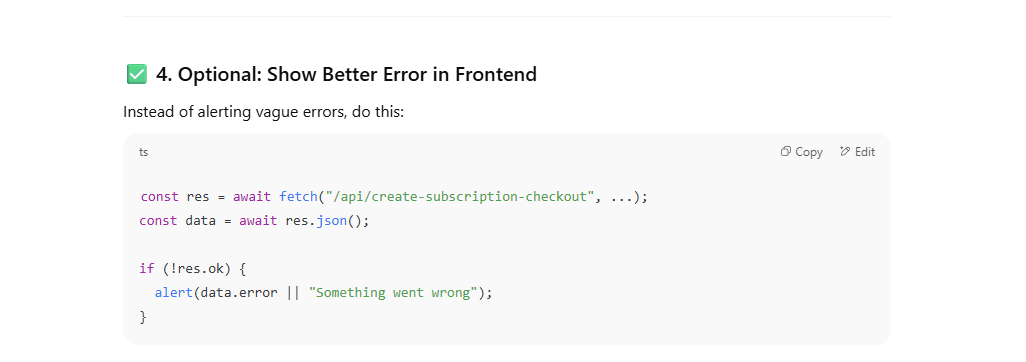 ✅ 4. Optional: Show Better Error in Frontend
Instead of alerting vague errors, do this:
ts
Copy
Edit
const res = await fetch("/api/create-subscription-checkout", ...);
const data = await res.json();
if (!res.ok) {
  alert(data.error || "Something went wrong");
}